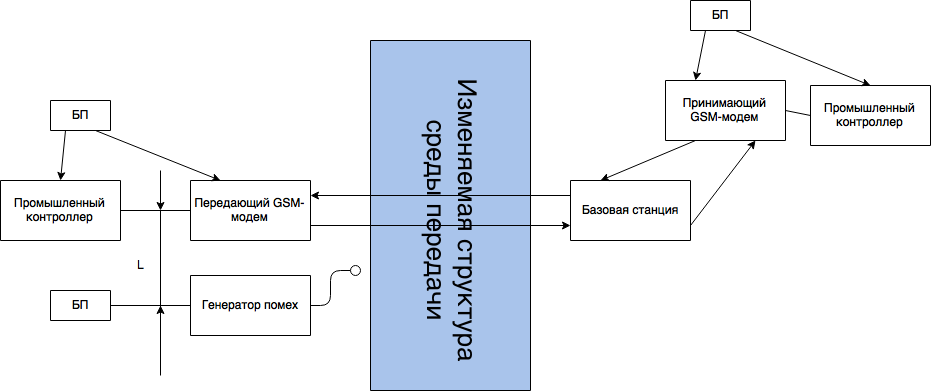 БП
Принимающий
GSM-модем
Промышленный
контроллер
БП
Промышленный
контроллер
Передающий GSM-
модем
Изменяемая структура
среды передачи
Базовая станция
L
БП
Генератор помех